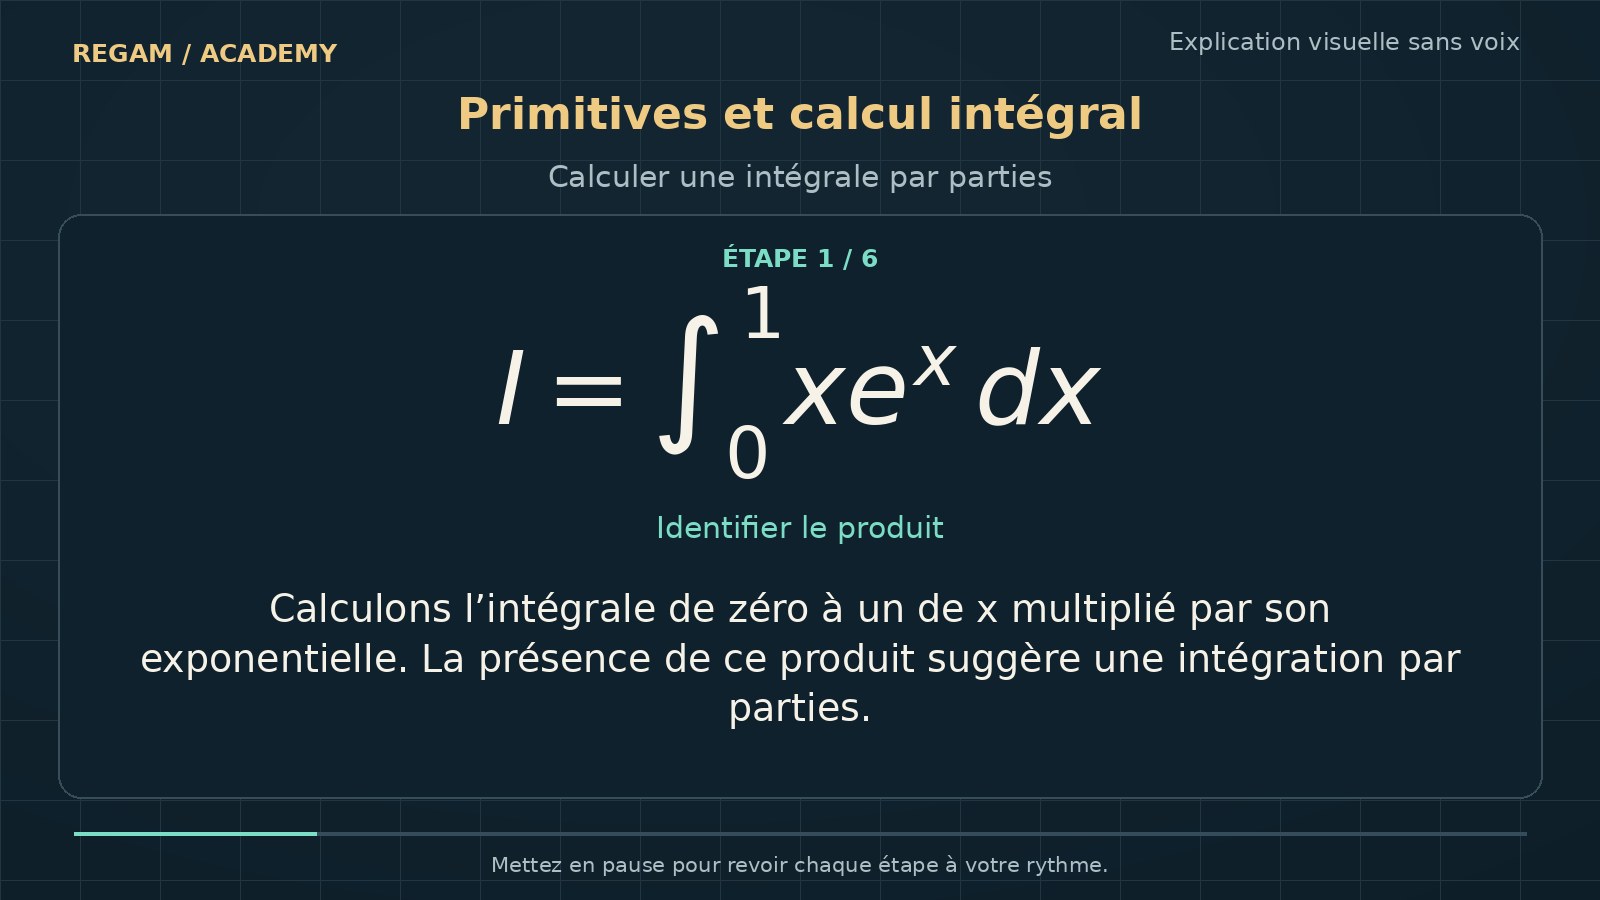 REGAM / ACADEMY
Explication visuelle sans voix
Primitives et calcul intégral
Calculer une intégrale par parties
ÉTAPE 1 / 6
I = ∫₀¹ xeˣ dx
Identifier le produit
Calculons l’intégrale de zéro à un de x multiplié par son
exponentielle. La présence de ce produit suggère une intégration par
parties.
Mettez en pause pour revoir chaque étape à votre rythme.